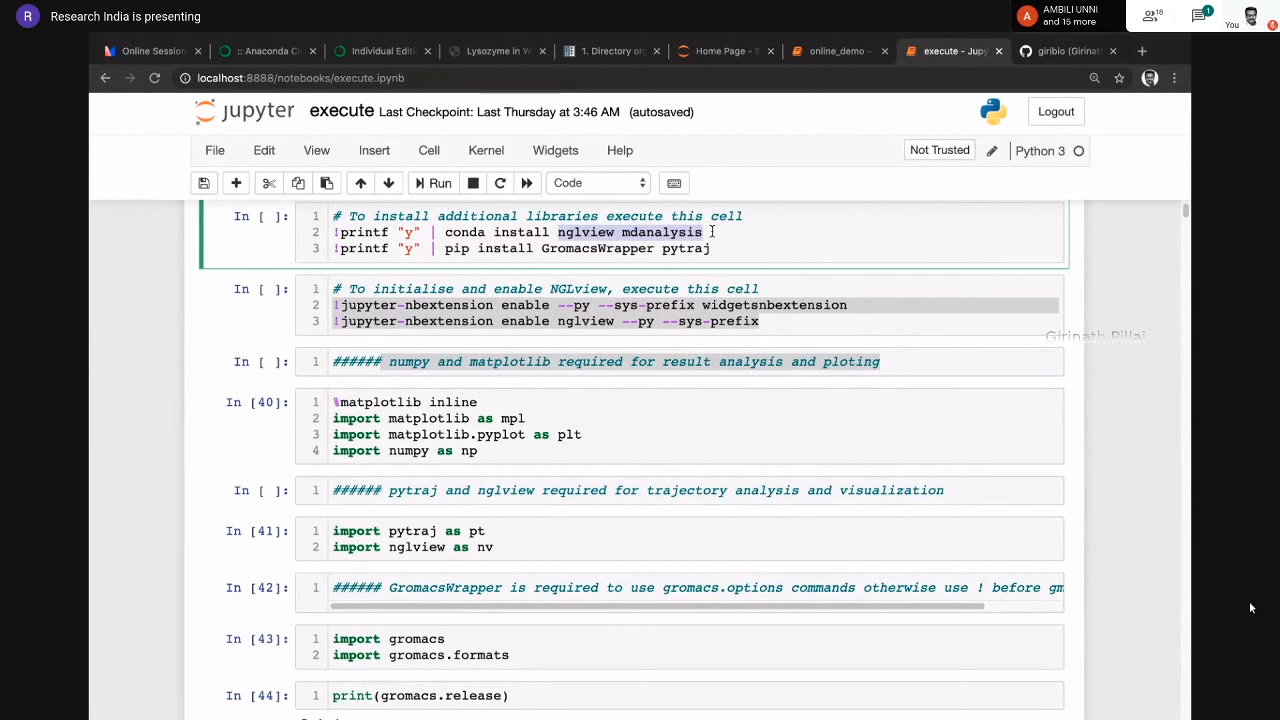 R Research India is presenting
A AMBILI UNNI and 15 more
18
1
You
Online Session
:: Anaconda Cl
Individual Editi
Lysozyme in W
1. Directory org
Home Page - S
online_demo -
execute - Jupy
giribio (Girinath
localhost:8888/notebooks/execute.ipynb
jupyter execute Last Checkpoint: Last Thursday at 3:46 AM (autosaved)
Logout
File Edit View Insert Cell Kernel Widgets Help
Not Trusted
Python 3
Run
Code
In [ ]:
1 # To install additional libraries execute this cell
2 !printf "y" | conda install nglview mdanalysis
3 !printf "y" | pip install GromacsWrapper pytraj
In [ ]:
1 # To initialise and enable NGLview, execute this cell
2 !jupyter-nbextension enable --py --sys-prefix widgetsnbextension
3 !jupyter-nbextension enable nglview --py --sys-prefix
Girinath Pillai
In [ ]:
1 ###### numpy and matplotlib required for result analysis and ploting
In [40]:
1 %matplotlib inline
2 import matplotlib as mpl
3 import matplotlib.pyplot as plt
4 import numpy as np
In [ ]:
1 ###### pytraj and nglview required for trajectory analysis and visualization
In [41]:
1 import pytraj as pt
2 import nglview as nv
In [42]:
1 ###### GromacsWrapper is required to use gromacs.options commands otherwise use ! before gm
In [43]:
1 import gromacs
2 import gromacs.formats
In [44]:
1 print(gromacs.release)